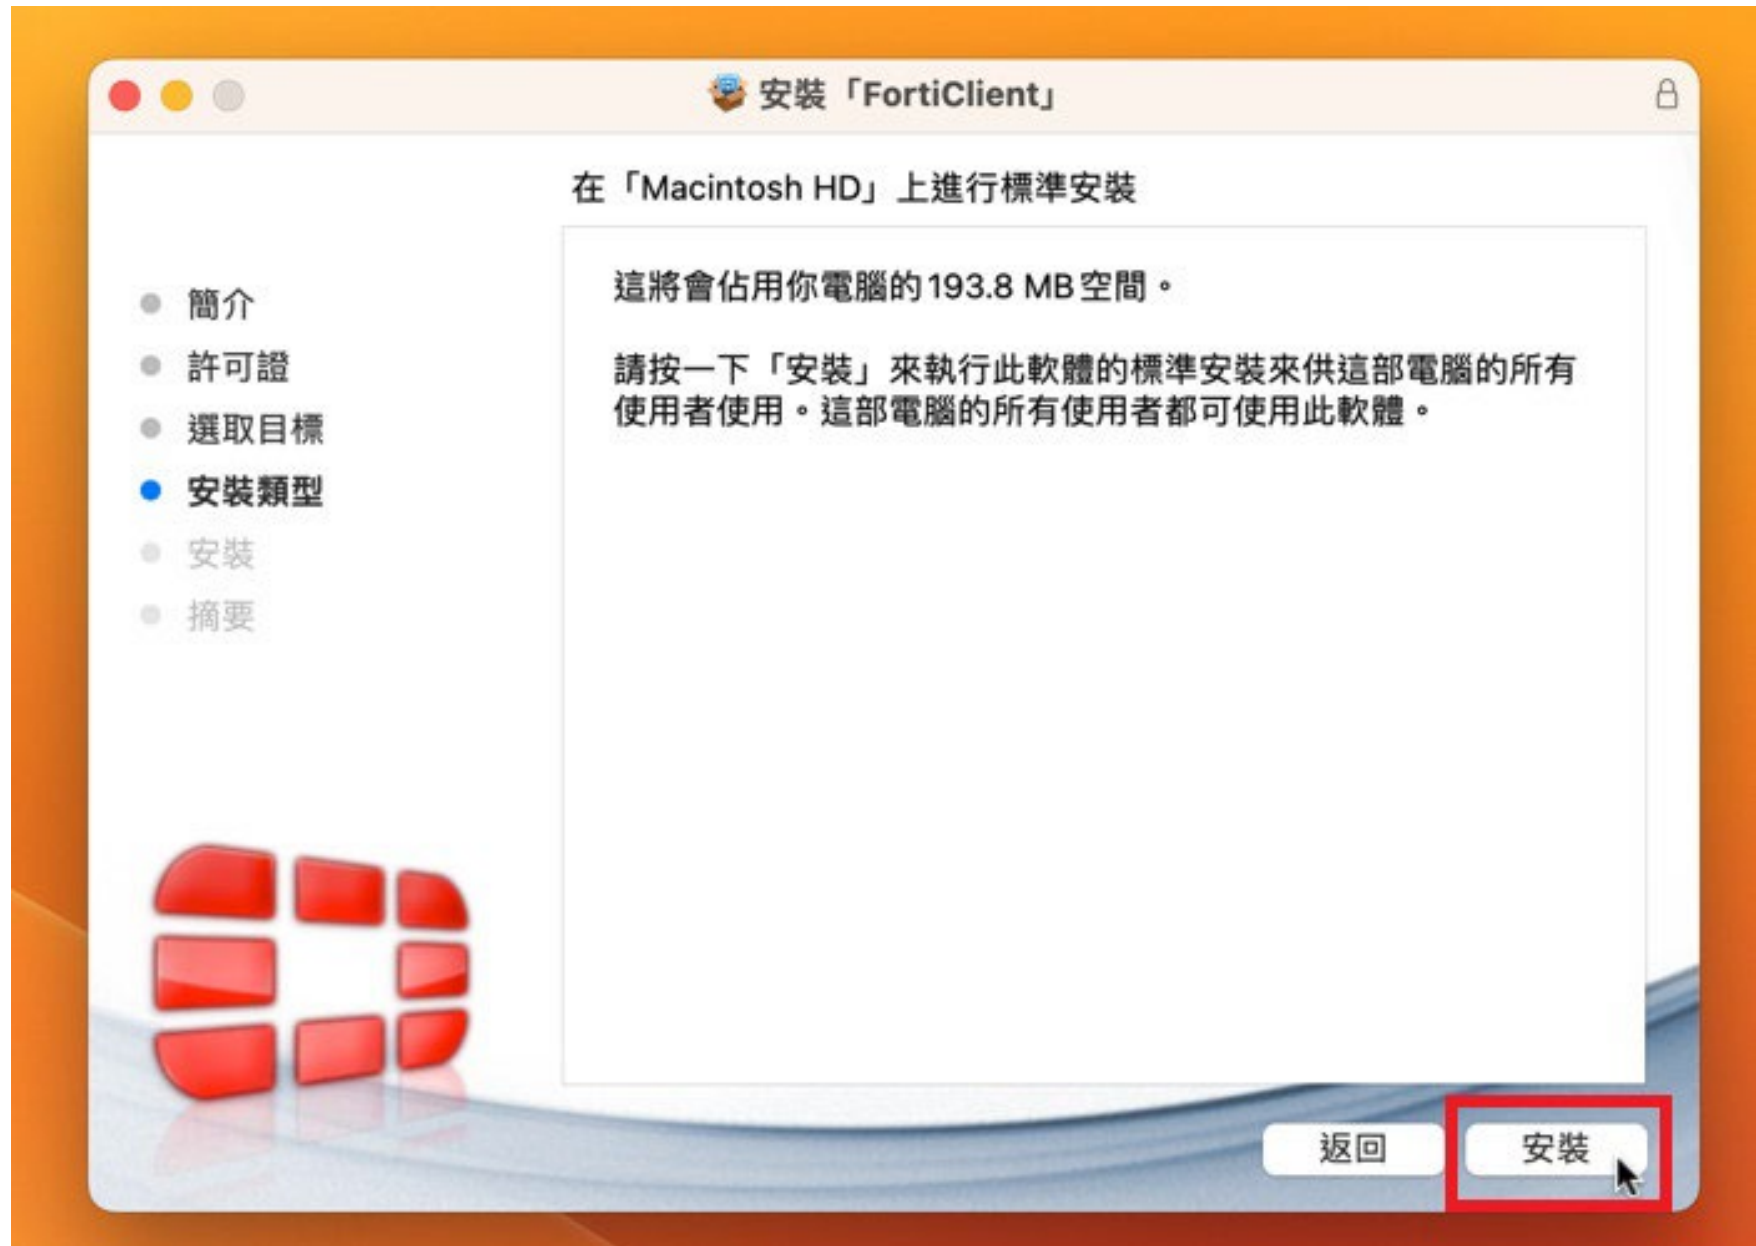 安裝「FortiClient」
在「Macintosh HD」上進行標準安裝
簡介
許可證
選取目標
安裝類型
安裝
摘要
這將會佔用你電腦的193.8 MB空間。
請按一下「安裝」來執行此軟體的標準安裝來供這部電腦的所有
使用者使用。這部電腦的所有使用者都可使用此軟體。
返回
安裝